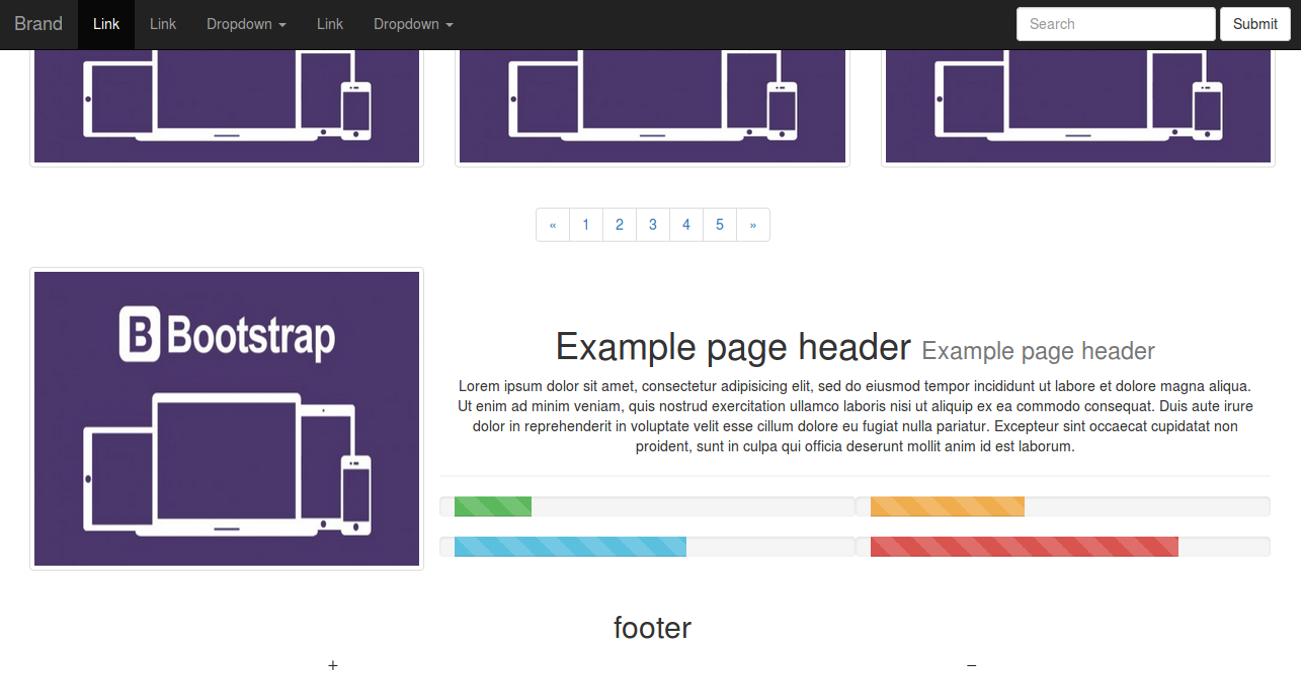 Brand Link Link Dropdown Link Dropdown Search Submit
« 1 2 3 4 5 »
B Bootstrap
Example page header Example page header
Lorem ipsum dolor sit amet, consectetur adipisicing elit, sed do eiusmod tempor incididunt ut labore et dolore magna aliqua.
Ut enim ad minim veniam, quis nostrud exercitation ullamco laboris nisi ut aliquip ex ea commodo consequat. Duis aute irure
dolor in reprehenderit in voluptate velit esse cillum dolore eu fugiat nulla pariatur. Excepteur sint occaecat cupidatat non
proident, sunt in culpa qui officia deserunt mollit anim id est laborum.
footer
+ –